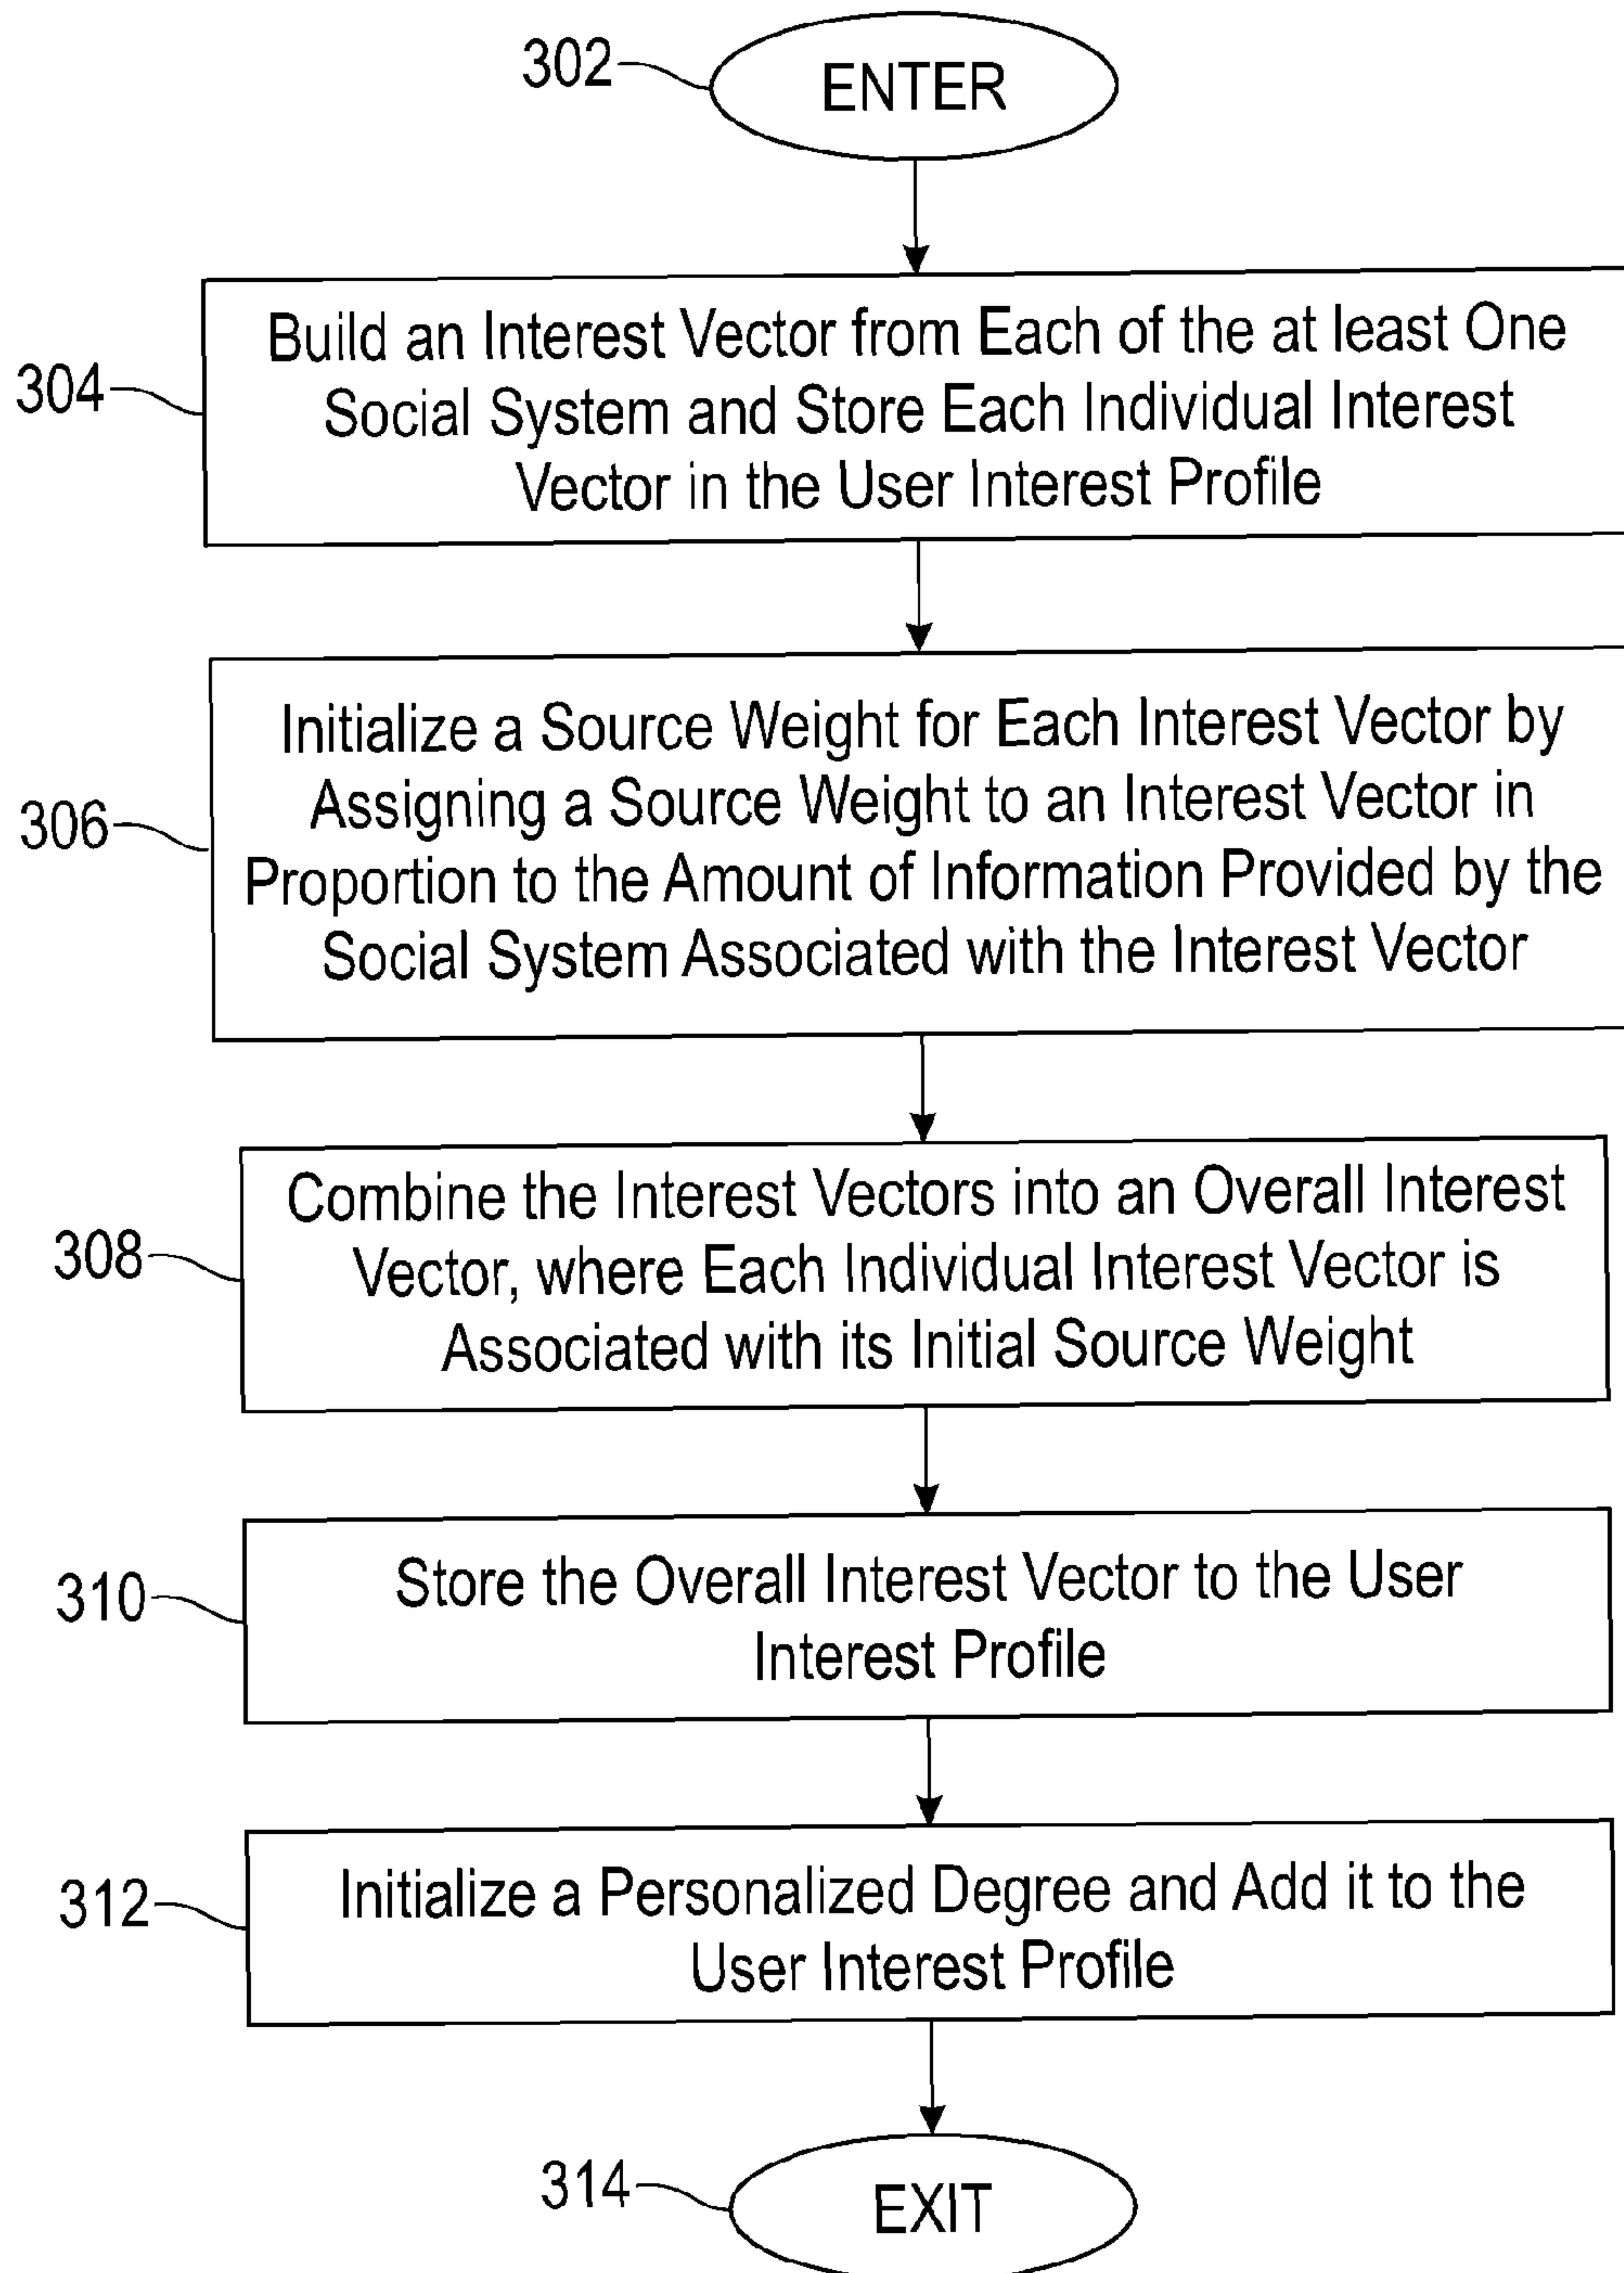 302
ENTER
304
Build an Interest Vector from Each of the at least One
Social System and Store Each Individual Interest
Vector in the User Interest Profile
306
Initialize a Source Weight for Each Interest Vector by
Assigning a Source Weight to an Interest Vector in
Proportion to the Amount of Information Provided by the
Social System Associated with the Interest Vector
308
Combine the Interest Vectors into an Overall Interest
Vector, where Each Individual Interest Vector is
Associated with its Initial Source Weight
310
Store the Overall Interest Vector to the User
Interest Profile
312
Initialize a Personalized Degree and Add it to the
User Interest Profile
314
EXIT